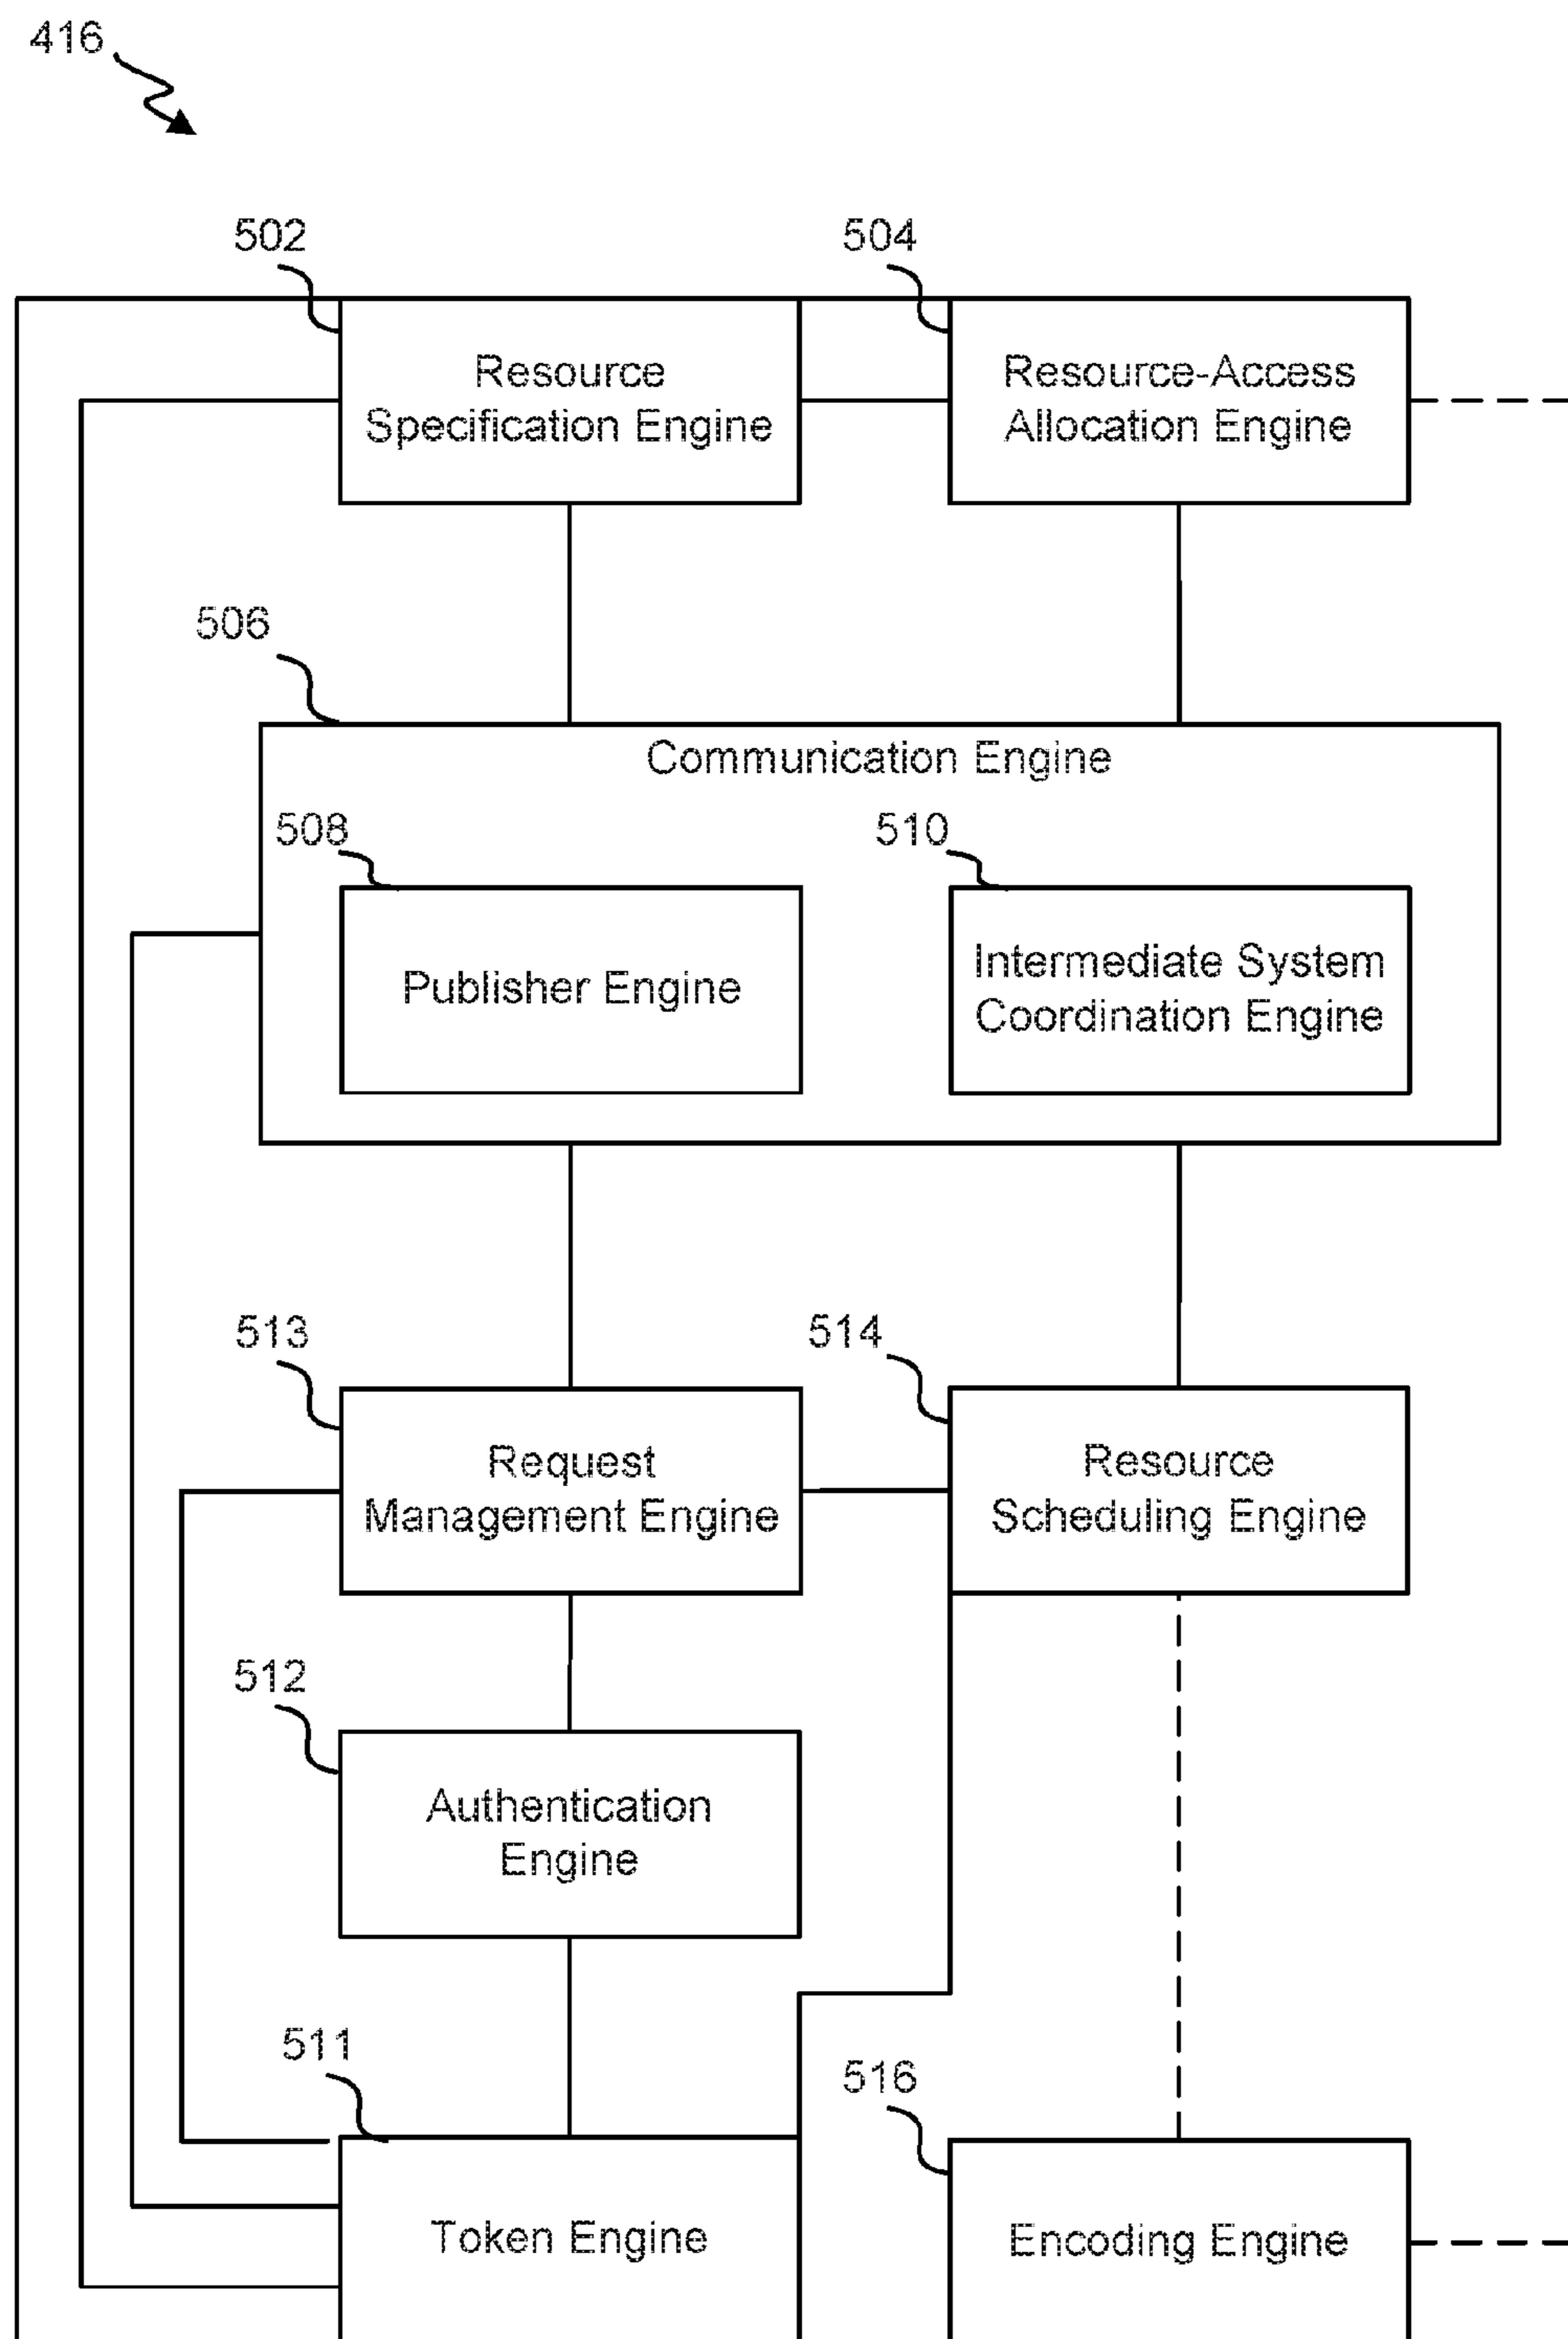 416
502
504
Resource
Specification Engine
Resource-Access
Allocation Engine
506
Communication Engine
508
510
Publisher Engine
Intermediate System
Coordination Engine
513
514
Request
Management Engine
Resource
Scheduling Engine
512
Authentication
Engine
511
516
Token Engine
Encoding Engine